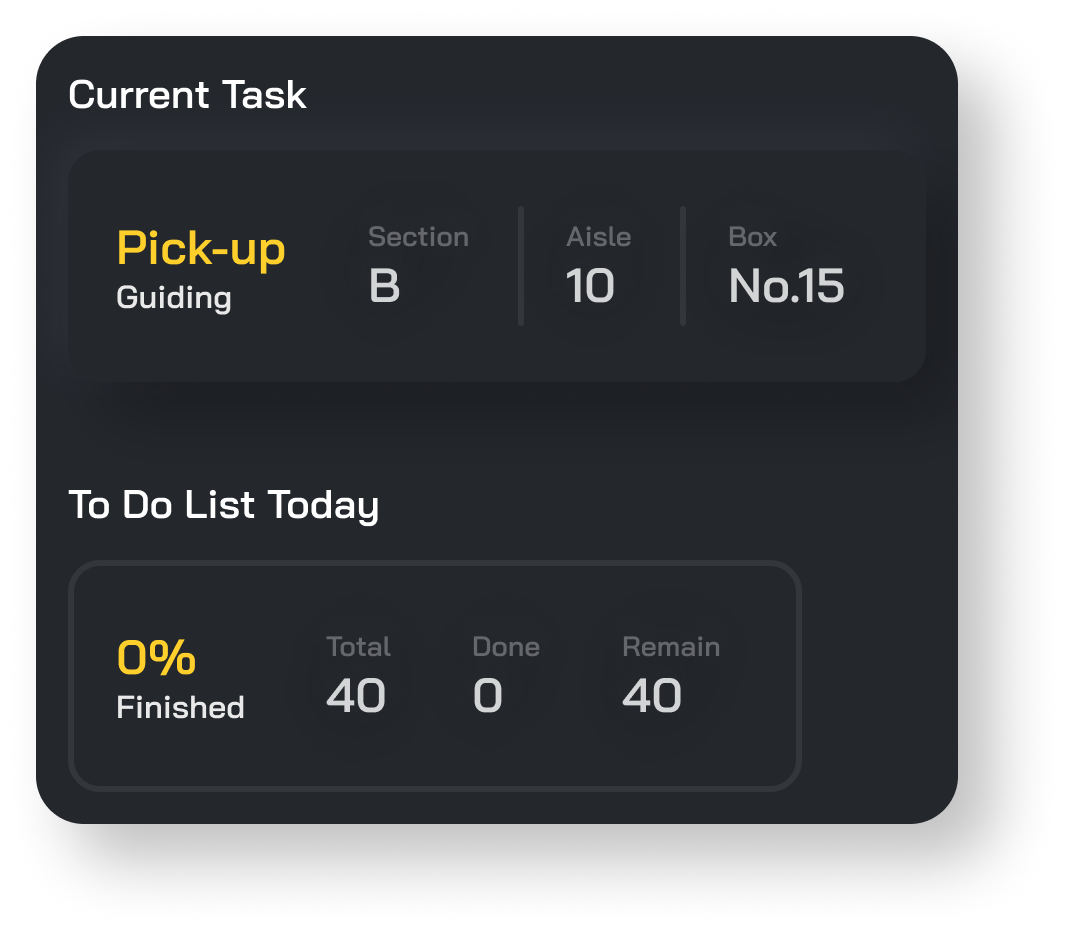 Current Task
Pick-up
Guiding
Section
B
Aisle
10
Box
No.15
To Do List Today
0%
Finished
Total
40
Done
0
Remain
40